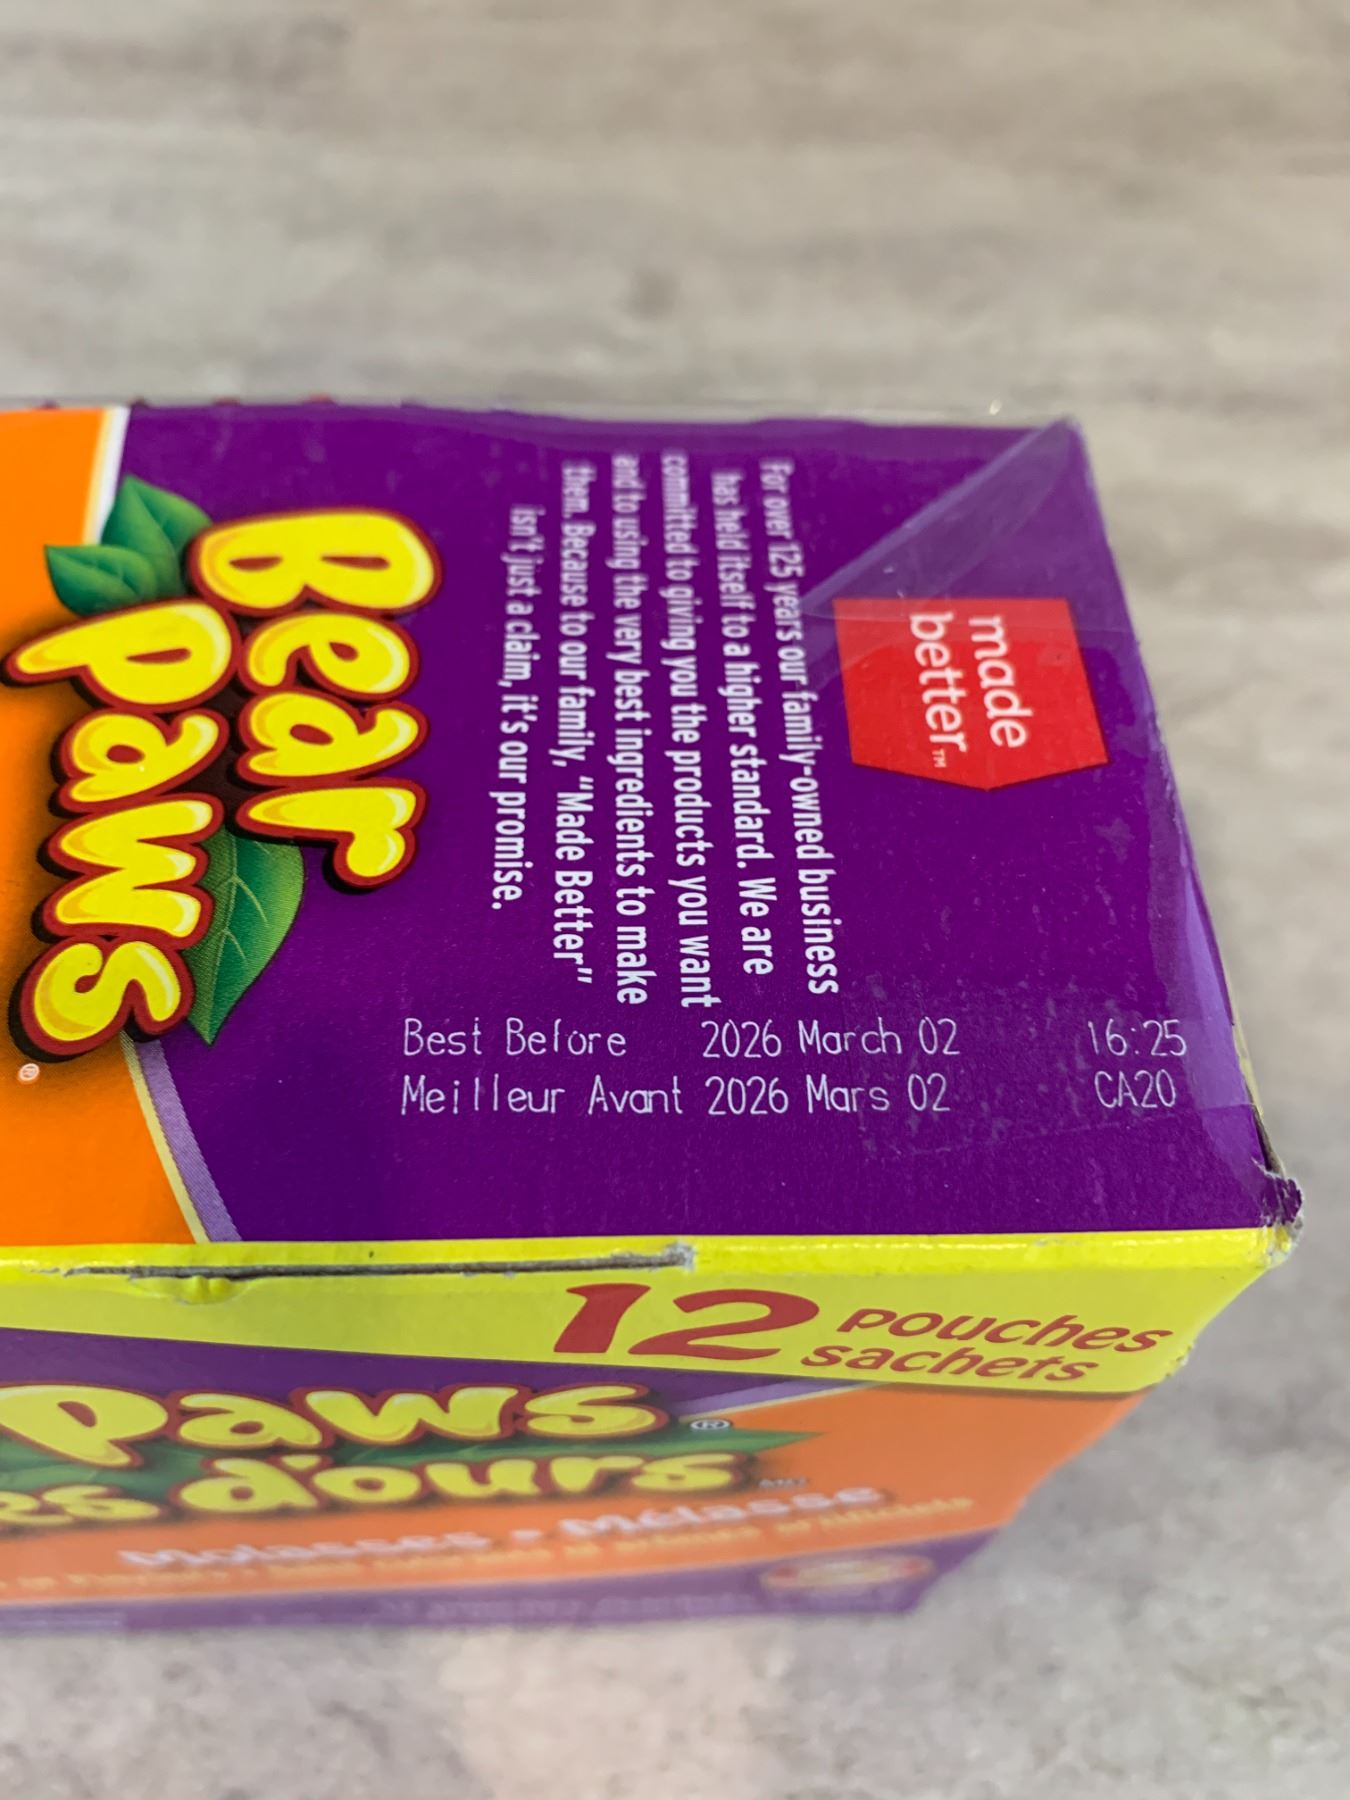 made
better™
For over 125 years our family-owned business
has held itself to a higher standard. We are
committed to giving you the products you want
and to using the very best ingredients to make
them. Because to our family, "Made Better"
isn't just a claim, it's our promise.
Bear
Paws®
Best Before 2026 March 02 16:25
Meilleur Avant 2026 Mars 02 CA20
12 pouches
sachets
Paws®
d'ours
Molasses • Mélasse